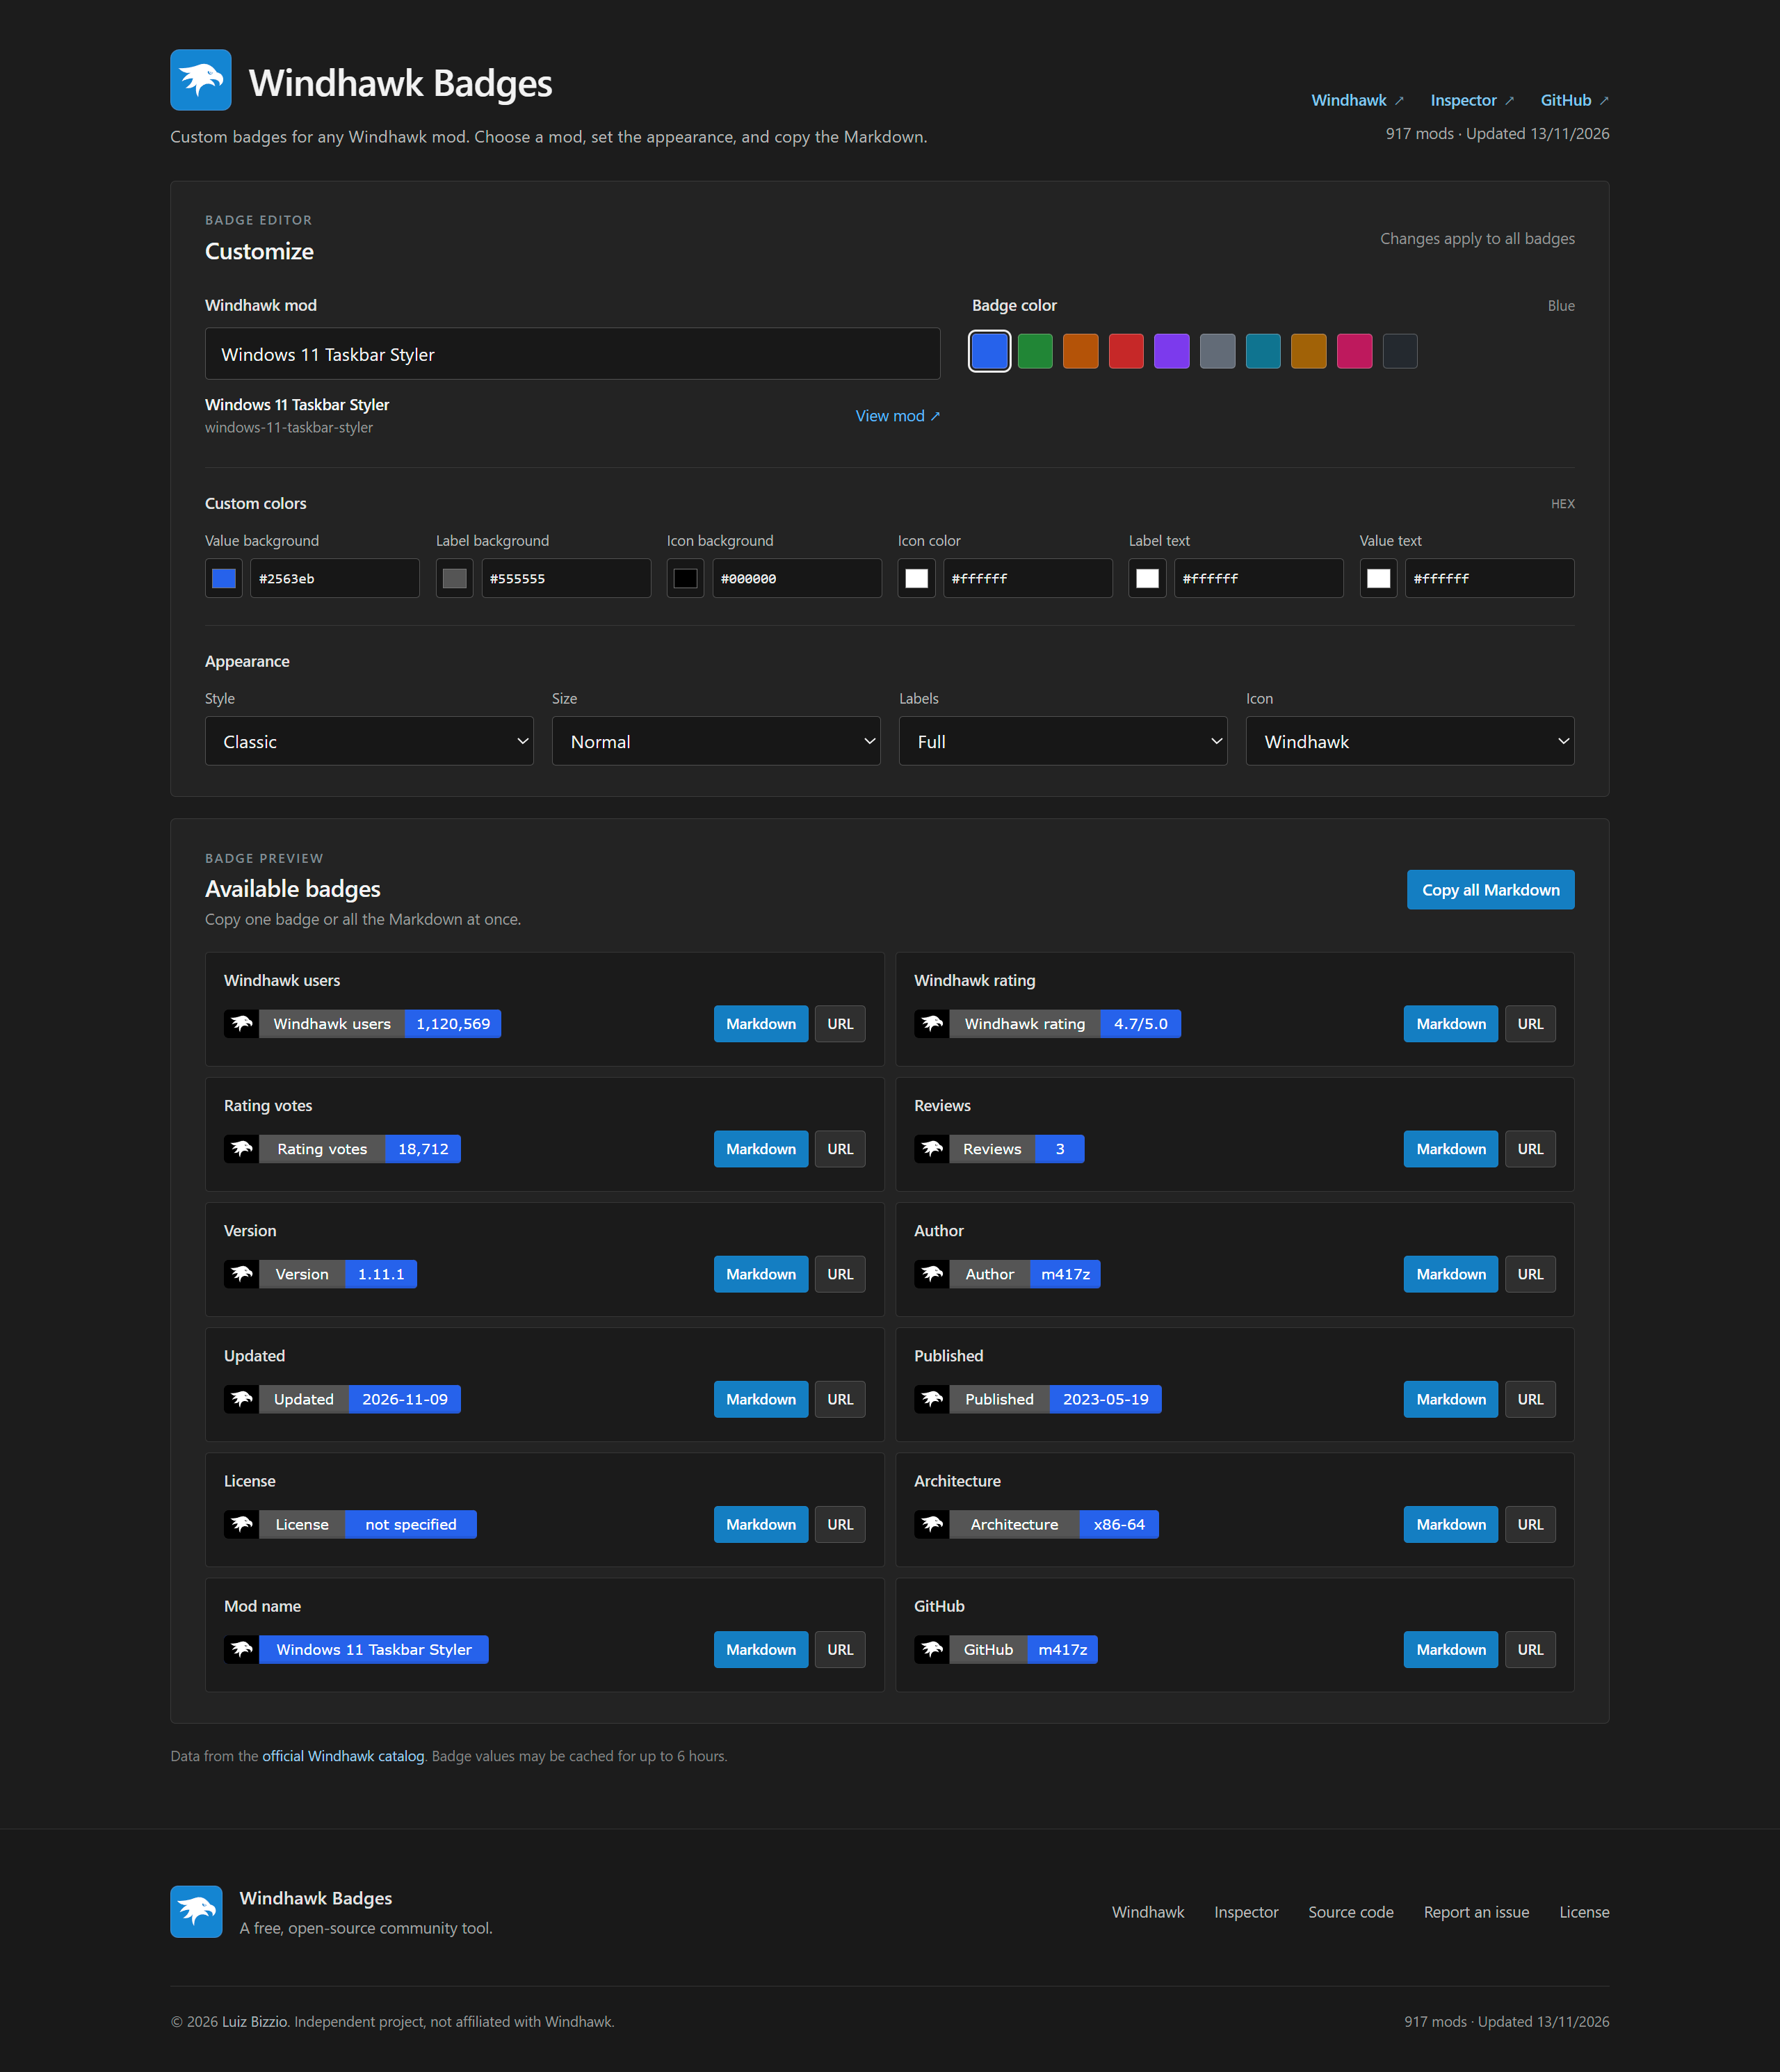 Windhawk Badges
Windhawk ↗ Inspector ↗ GitHub ↗
Custom badges for any Windhawk mod. Choose a mod, set the appearance, and copy the Markdown.
917 mods · Updated 13/11/2026
BADGE EDITOR
Customize
Changes apply to all badges
Windhawk mod
Windows 11 Taskbar Styler
Windows 11 Taskbar Styler
windows-11-taskbar-styler
View mod ↗
Badge color
Blue
Custom colors
HEX
Value background
#2563eb
Label background
#555555
Icon background
#000000
Icon color
#ffffff
Label text
#ffffff
Value text
#ffffff
Appearance
Style
Classic
Size
Normal
Labels
Full
Icon
Windhawk
BADGE PREVIEW
Available badges
Copy one badge or all the Markdown at once.
Copy all Markdown
Windhawk users
Windhawk users 1,120,569 Markdown URL
Windhawk rating
Windhawk rating 4.7/5.0 Markdown URL
Rating votes
Rating votes 18,712 Markdown URL
Reviews
Reviews 3 Markdown URL
Version
Version 1.11.1 Markdown URL
Author
Author m417z Markdown URL
Updated
Updated 2026-11-09 Markdown URL
Published
Published 2023-05-19 Markdown URL
License
License not specified Markdown URL
Architecture
Architecture x86-64 Markdown URL
Mod name
Windows 11 Taskbar Styler Markdown URL
GitHub
GitHub m417z Markdown URL
Data from the official Windhawk catalog. Badge values may be cached for up to 6 hours.
Windhawk Badges
A free, open-source community tool.
Windhawk Inspector Source code Report an issue License
© 2026 Luiz Bizzio. Independent project, not affiliated with Windhawk.
917 mods · Updated 13/11/2026